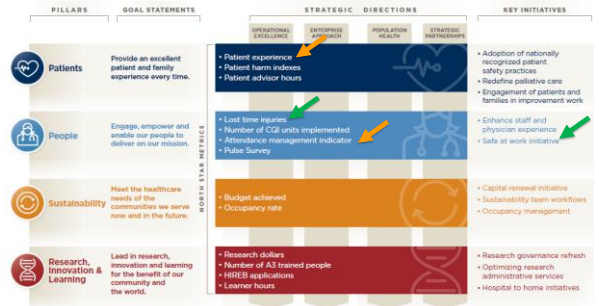 PILLARS
GOAL STATEMENTS
STRATEGIC DIRECTIONS
KEY INITIATIVES
OPERATIONAL
EXCELLENCE
ENTERPRISE
APPROACH
POPULATION
HEALTH
STRATEGIC
PARTNERSHIPS
NORTH STAR METRICS
Patients
Provide an excellent
patient and family
experience every time.
• Patient experience
• Patient harm indexes
• Patient advisor hours
• Adoption of nationally
recognized patient
safety practices
• Redefine palliative care
• Engagement of patients and
families in improvement work
People
Engage, empower and
enable our people to
deliver on our mission.
• Lost time injuries
• Number of CQI units implemented
• Attendance management indicator
• Pulse Survey
• Enhance staff and
physician experience
• Safe at work initiative
Sustainability
Meet the healthcare
needs of the
communities we serve
now and in the future.
• Budget achieved
• Occupancy rate
• Capital renewal initiative
• Sustainability team workflows
• Occupancy management
Research,
Innovation &
Learning
Lead in research,
innovation and learning
for the benefit of our
community and
the world.
• Research dollars
• Number of A3 trained people
• HIREB applications
• Learner hours
• Research governance refresh
• Optimizing research
administrative services
• Hospital to home initiatives